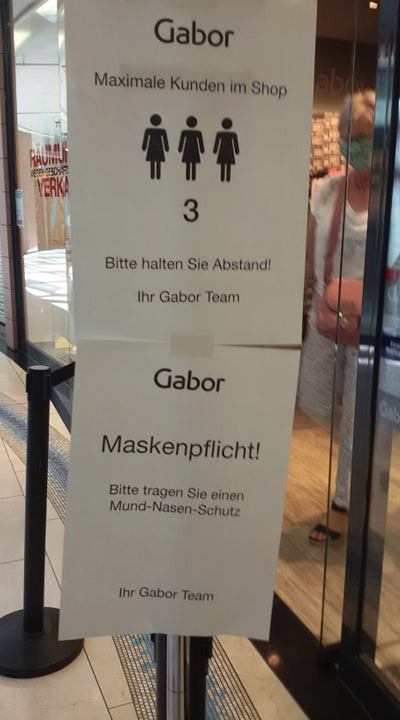 Gabor
Maximale Kunden im Shop
3
Bitte halten Sie Abstand!
Ihr Gabor Team
Gabor
Maskenpflicht!
Bitte tragen Sie einen
Mund-Nasen-Schutz
Ihr Gabor Team